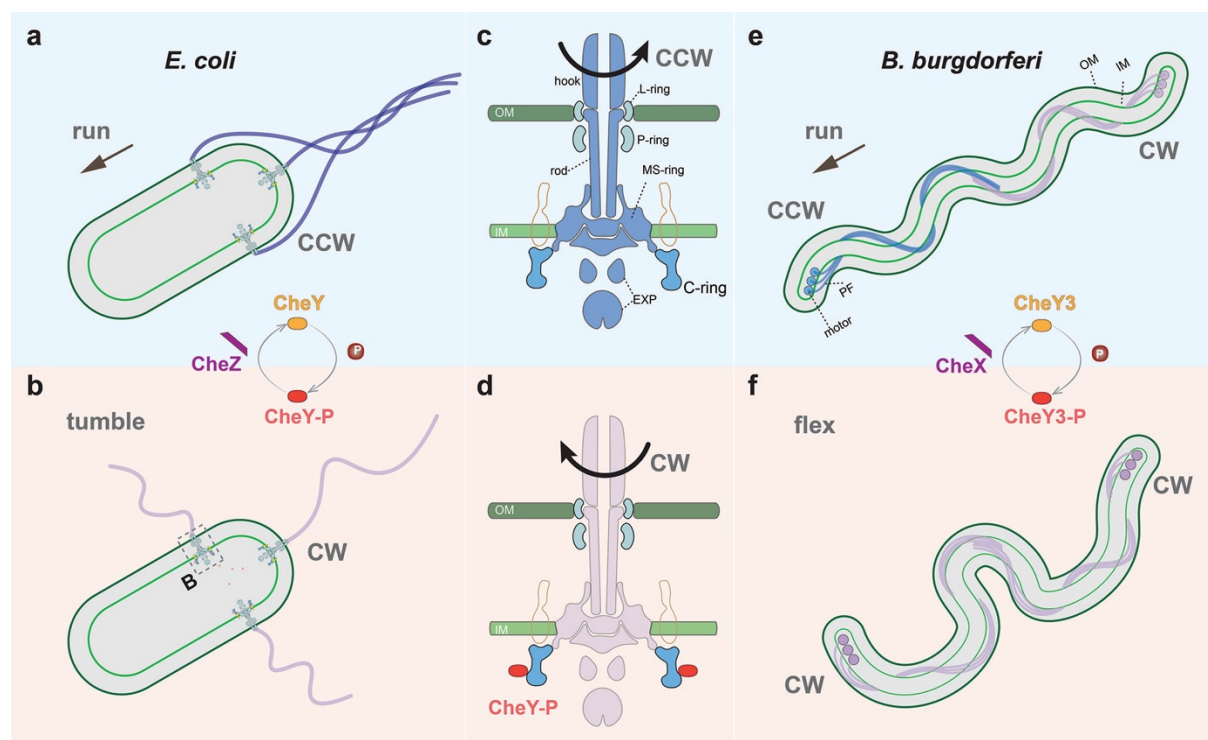 a
E. coli
run
CCW
CheY
P
CheZ
CheY-P
b
tumble
CW
B
c
CCW
hook
L-ring
OM
P-ring
rod
MS-ring
IM
C-ring
EXP
d
CW
OM
IM
CheY-P
e
B. burgdorferi
OM
IM
run
CW
CCW
PF
motor
CheY3
P
CheX
CheY3-P
f
flex
CW
CW